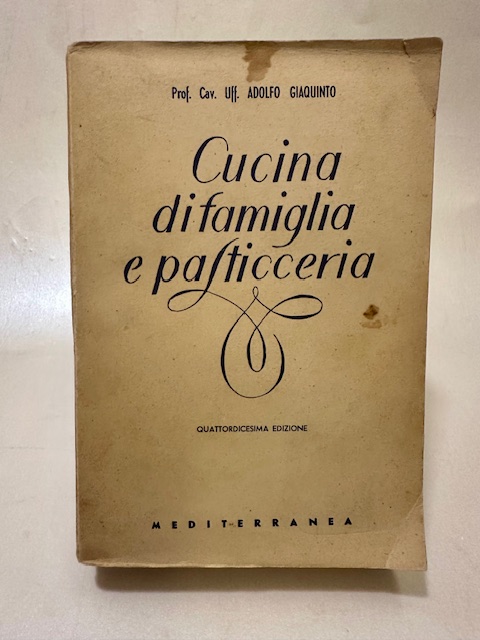 Prof. Cav. Uff. ADOLFO GIAQUINTO
Cucina
di famiglia
e pasticceria
QUATTORDICESIMA EDIZIONE
MEDITERRANEA